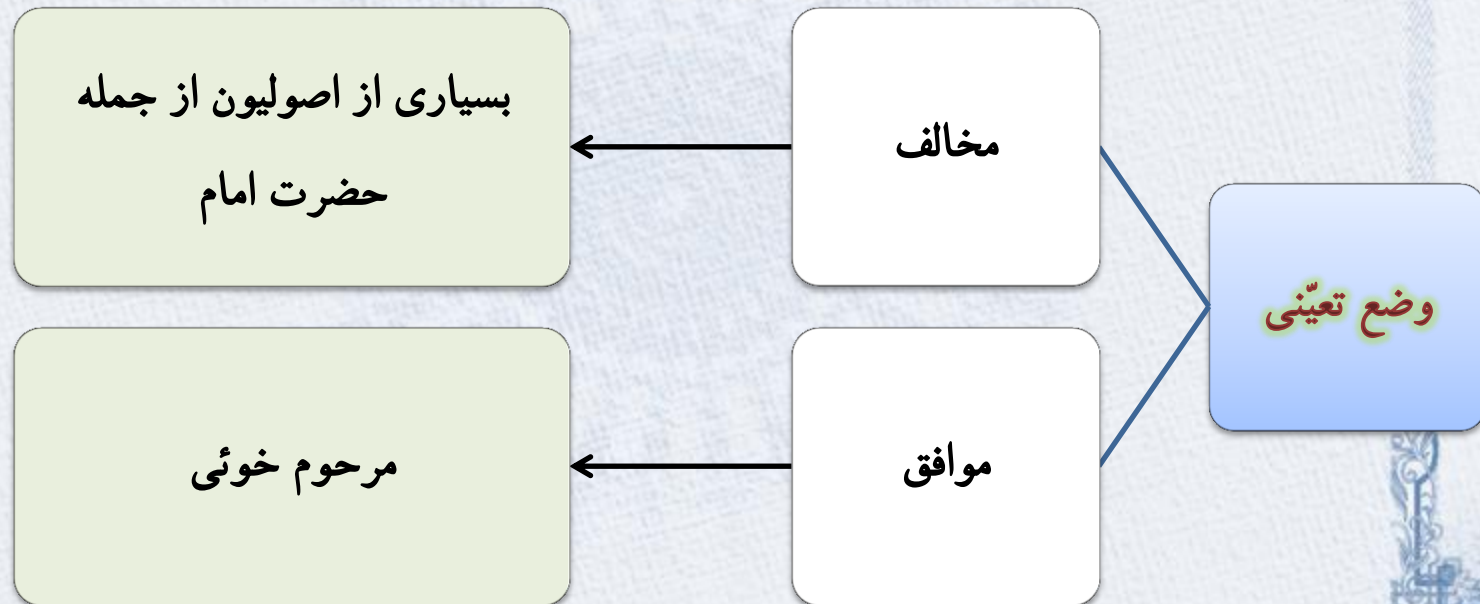 وضع تعیّنی
مخالف
بسیاری از اصولیون از جمله
حضرت امام
موافق
مرحوم خوئی